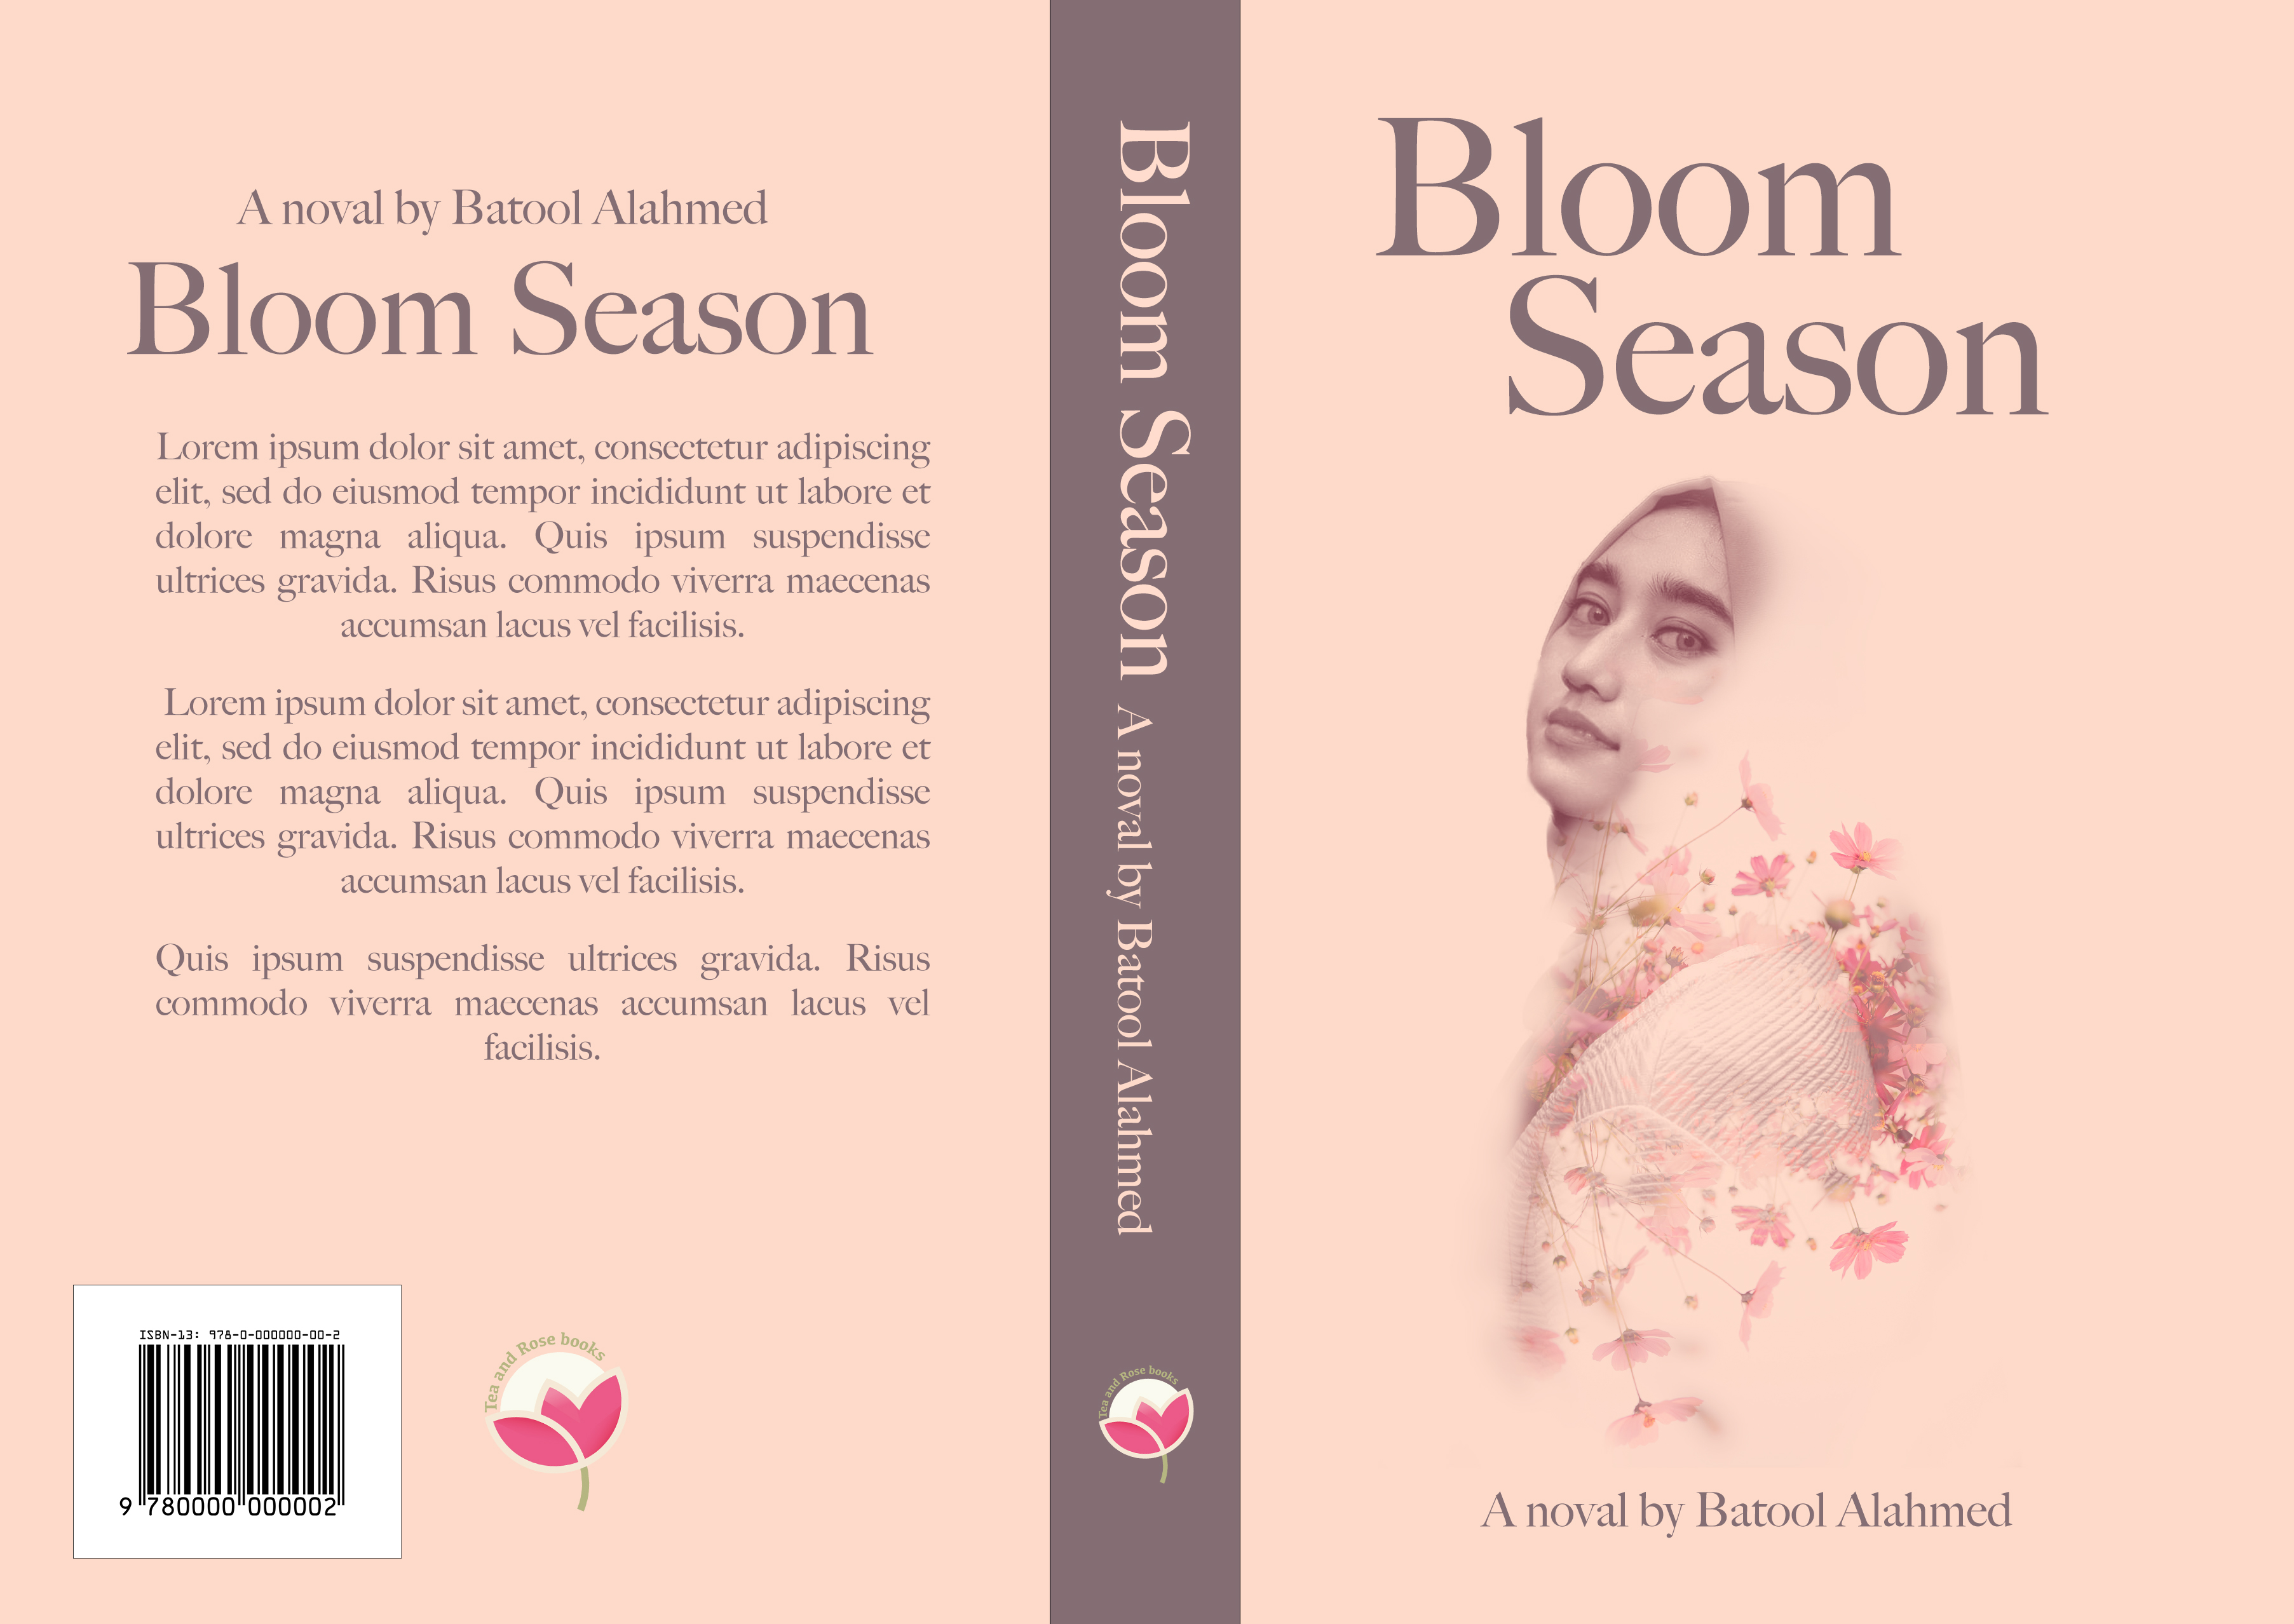 A noval by Batool Alahmed
Bloom Season
Lorem ipsum dolor sit amet, consectetur adipiscing
elit, sed do eiusmod tempor incididunt ut labore et
dolore magna aliqua. Quis ipsum suspendisse
ultrices gravida. Risus commodo viverra maecenas
accumsan lacus vel facilisis.
Lorem ipsum dolor sit amet, consectetur adipiscing
elit, sed do eiusmod tempor incididunt ut labore et
dolore magna aliqua. Quis ipsum suspendisse
ultrices gravida. Risus commodo viverra maecenas
accumsan lacus vel facilisis.
Quis ipsum suspendisse ultrices gravida. Risus
commodo viverra maecenas accumsan lacus vel
facilisis.
ISBN-13: 978-0-000000-00-2
9 780000 000002
Tea and Rose books
Bloom Season A noval by Batool Alahmed
Tea and Rose books
Bloom
Season
A noval by Batool Alahmed